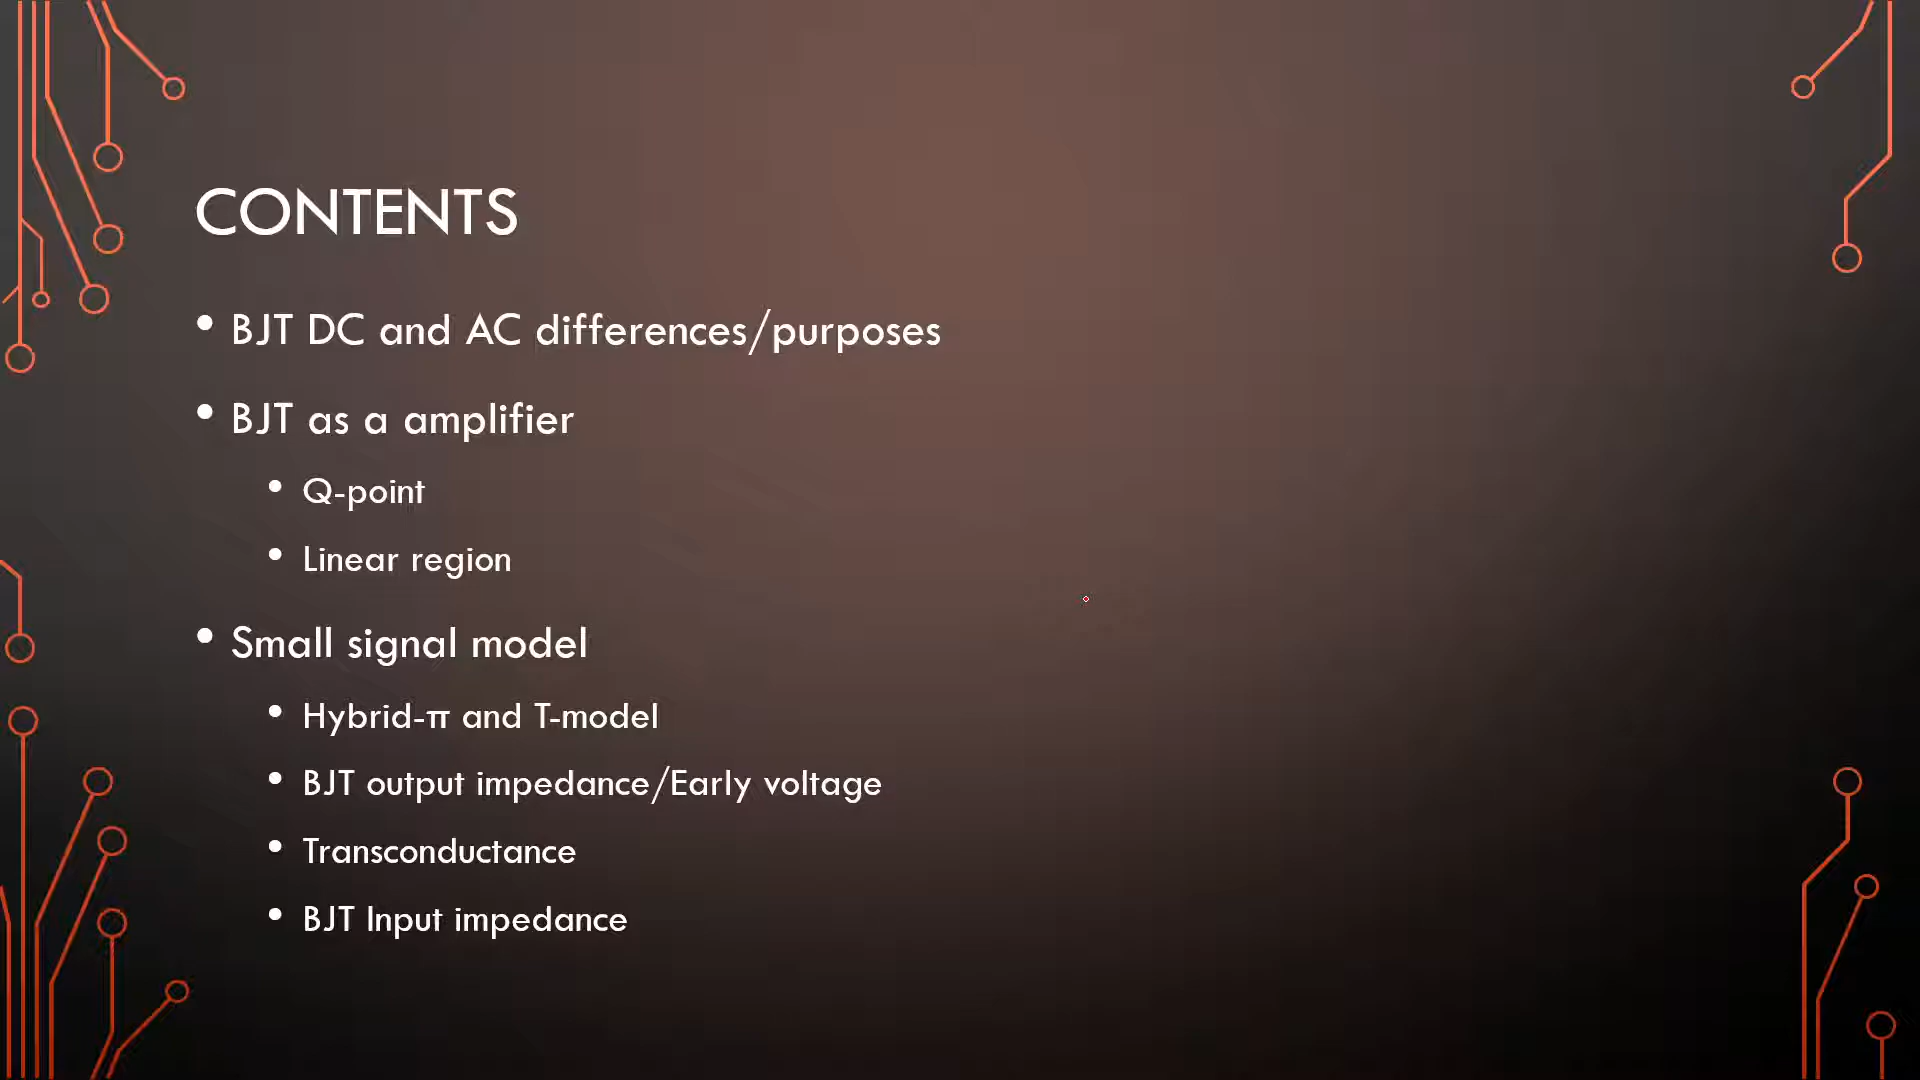 CONTENTS
• BJT DC and AC differences/purposes
• BJT as a amplifier
• Q-point
• Linear region
• Small signal model
• Hybrid-π and T-model
• BJT output impedance/Early voltage
• Transconductance
• BJT Input impedance